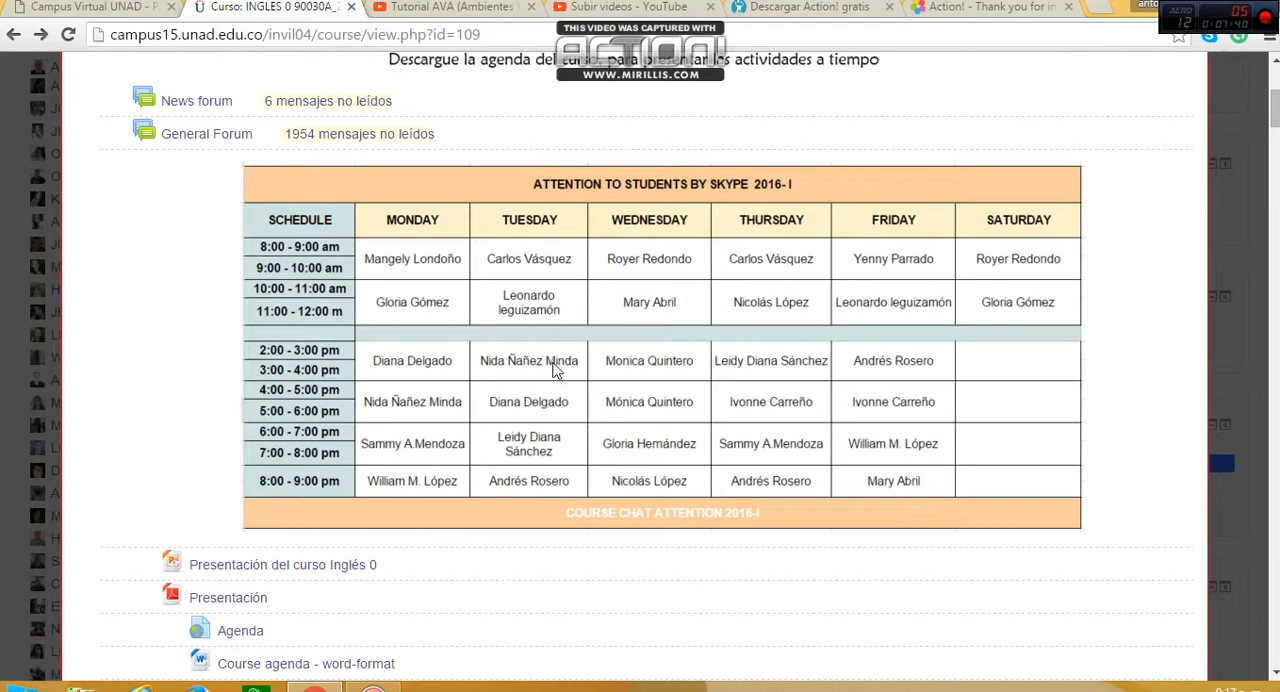 Campus Virtual UNAD - P
Curso: INGLES 0 90030A_
Tutorial AVA (Ambientes
Subir videos - YouTube
Descargar Action! gratis
Action! - Thank you for in
anto
campus15.unad.edu.co/invil04/course/view.php?id=109
AERO
12
05
0:07:40
THIS VIDEO WAS CAPTURED WITH
ACTION!
WWW.MIRILLIS.COM
Descargue la agenda del curso, para presentar las actividades a tiempo
News forum 6 mensajes no leídos
General Forum 1954 mensajes no leídos
ATTENTION TO STUDENTS BY SKYPE 2016- I
SCHEDULE MONDAY TUESDAY WEDNESDAY THURSDAY FRIDAY SATURDAY
8:00 - 9:00 am
9:00 - 10:00 am
Mangely Londoño Carlos Vásquez Royer Redondo Carlos Vásquez Yenny Parrado Royer Redondo
10:00 - 11:00 am
11:00 - 12:00 m
Gloria Gómez Leonardo leguizamón Mary Abril Nicolás López Leonardo leguizamón Gloria Gómez
2:00 - 3:00 pm
3:00 - 4:00 pm
Diana Delgado Nida Ñañez Minda Monica Quintero Leidy Diana Sánchez Andrés Rosero
4:00 - 5:00 pm
5:00 - 6:00 pm
Nida Ñañez Minda Diana Delgado Mónica Quintero Ivonne Carreño Ivonne Carreño
6:00 - 7:00 pm
7:00 - 8:00 pm
Sammy A.Mendoza Leidy Diana Sánchez Gloria Hernández Sammy A.Mendoza William M. López
8:00 - 9:00 pm William M. López Andrés Rosero Nicolás López Andrés Rosero Mary Abril
COURSE CHAT ATTENTION 2016-I
Presentación del curso Inglés 0
Presentación
Agenda
Course agenda - word-format